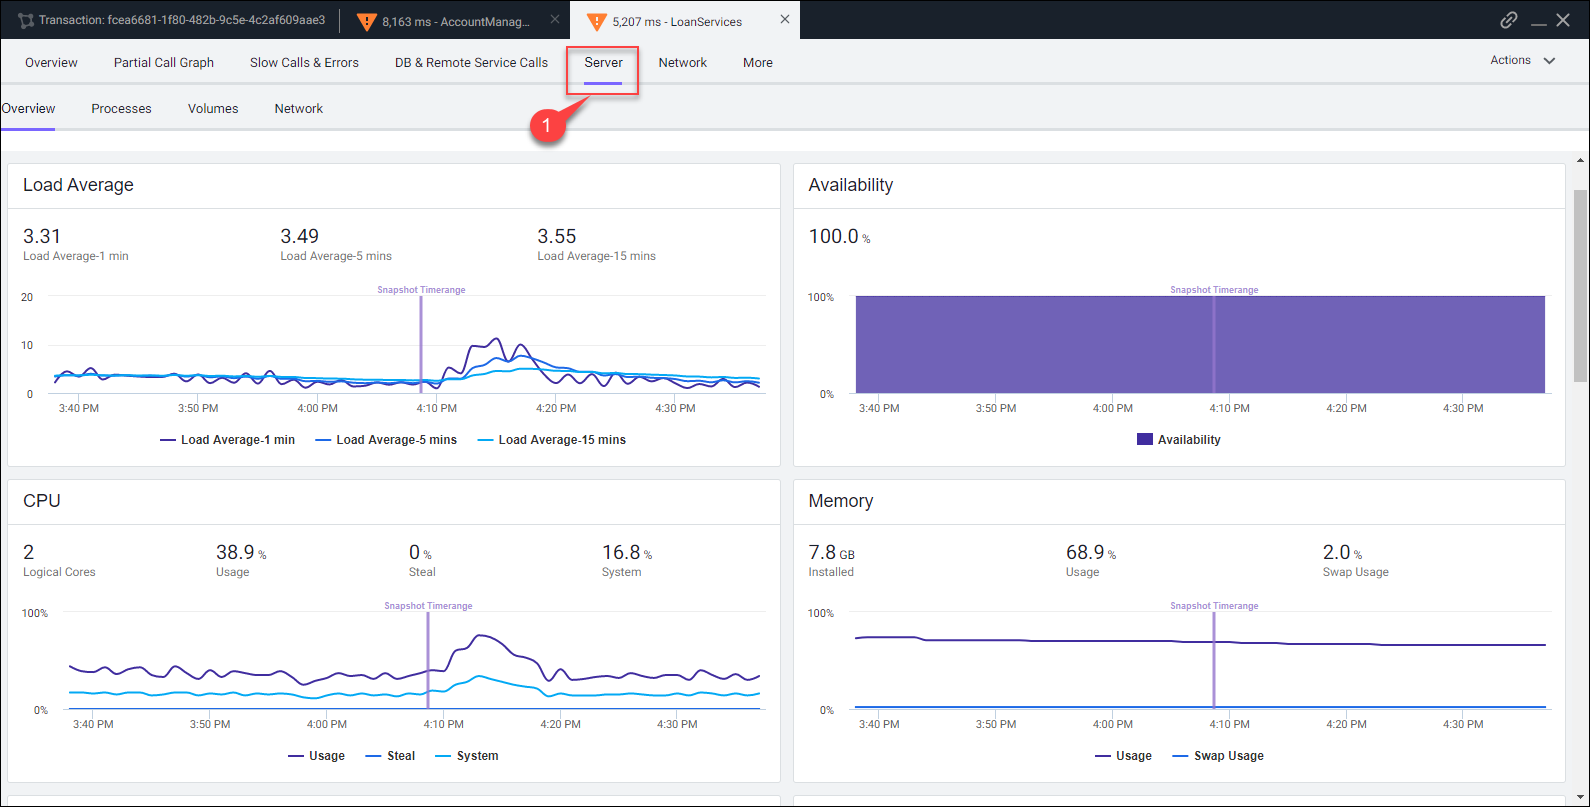 Transaction: fcea6681-1f80-482b-9c5e-4c2af609aae3
8,163 ms - AccountManag...
5,207 ms - LoanServices
Overview Partial Call Graph Slow Calls & Errors DB & Remote Service Calls Server Network More
Actions
Overview Processes Volumes Network
1
Load Average
3.31 3.49 3.55
Load Average-1 min Load Average-5 mins Load Average-15 mins
Snapshot Timerange
20
10
0
3:40 PM 3:50 PM 4:00 PM 4:10 PM 4:20 PM 4:30 PM
Load Average-1 min Load Average-5 mins Load Average-15 mins
Availability
100.0 %
Snapshot Timerange
100%
0%
3:40 PM 3:50 PM 4:00 PM 4:10 PM 4:20 PM 4:30 PM
Availability
CPU
2 38.9 % 0 % 16.8 %
Logical Cores Usage Steal System
Snapshot Timerange
100%
0%
3:40 PM 3:50 PM 4:00 PM 4:10 PM 4:20 PM 4:30 PM
Usage Steal System
Memory
7.8 GB 68.9 % 2.0 %
Installed Usage Swap Usage
Snapshot Timerange
100%
0%
3:40 PM 3:50 PM 4:00 PM 4:10 PM 4:20 PM 4:30 PM
Usage Swap Usage